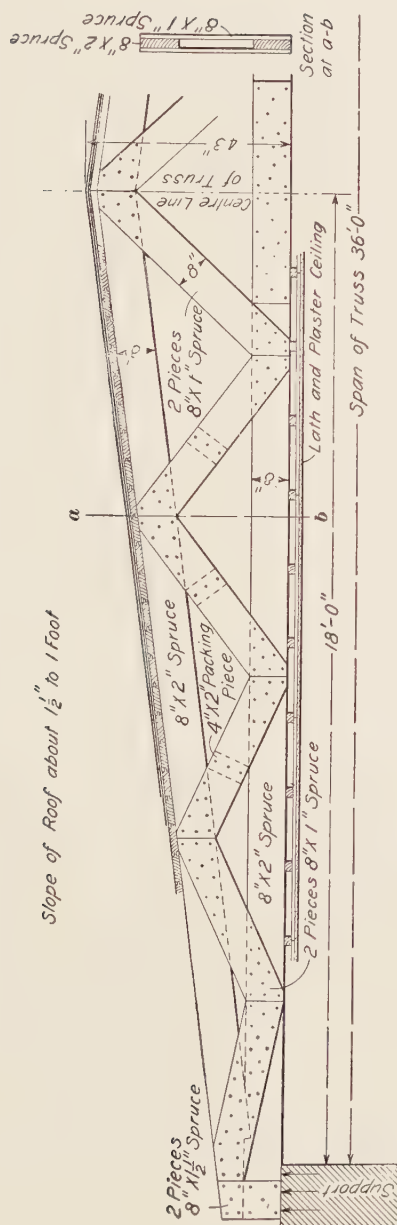 Slope of Roof about 1½" to 1 Foot
8"X2" Spruce
8"X1" Spruce
Section
at a-b
43"
Centre Line
of Truss
8"
2 Pieces
8"X1" Spruce
8"
a
8"
b
8"X2" Spruce
4"X2" Packing
Piece
8"X2" Spruce
2 Pieces 8"X1" Spruce
2 Pieces
8"X1½" Spruce
Lath and Plaster Ceiling
18'-0"
Span of Truss 36'-0"
Support